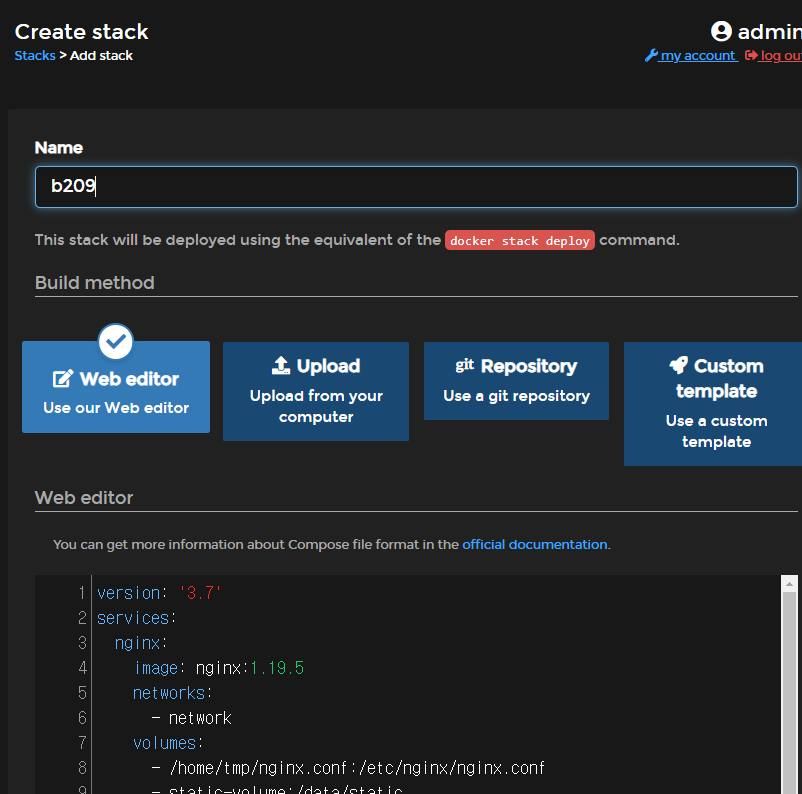 Create stack
admin
Stacks > Add stack
my account log out
Name
b209
This stack will be deployed using the equivalent of the docker stack deploy command.
Build method
Web editor
Use our Web editor
Upload
Upload from your
computer
git Repository
Use a git repository
Custom
template
Use a custom
template
Web editor
You can get more information about Compose file format in the official documentation.
1 version: '3.7'
2 services:
3 nginx:
4 image: nginx:1.19.5
5 networks:
6 - network
7 volumes:
8 - /home/tmp/nginx.conf:/etc/nginx/nginx.conf
9 - static-volume:/data/static